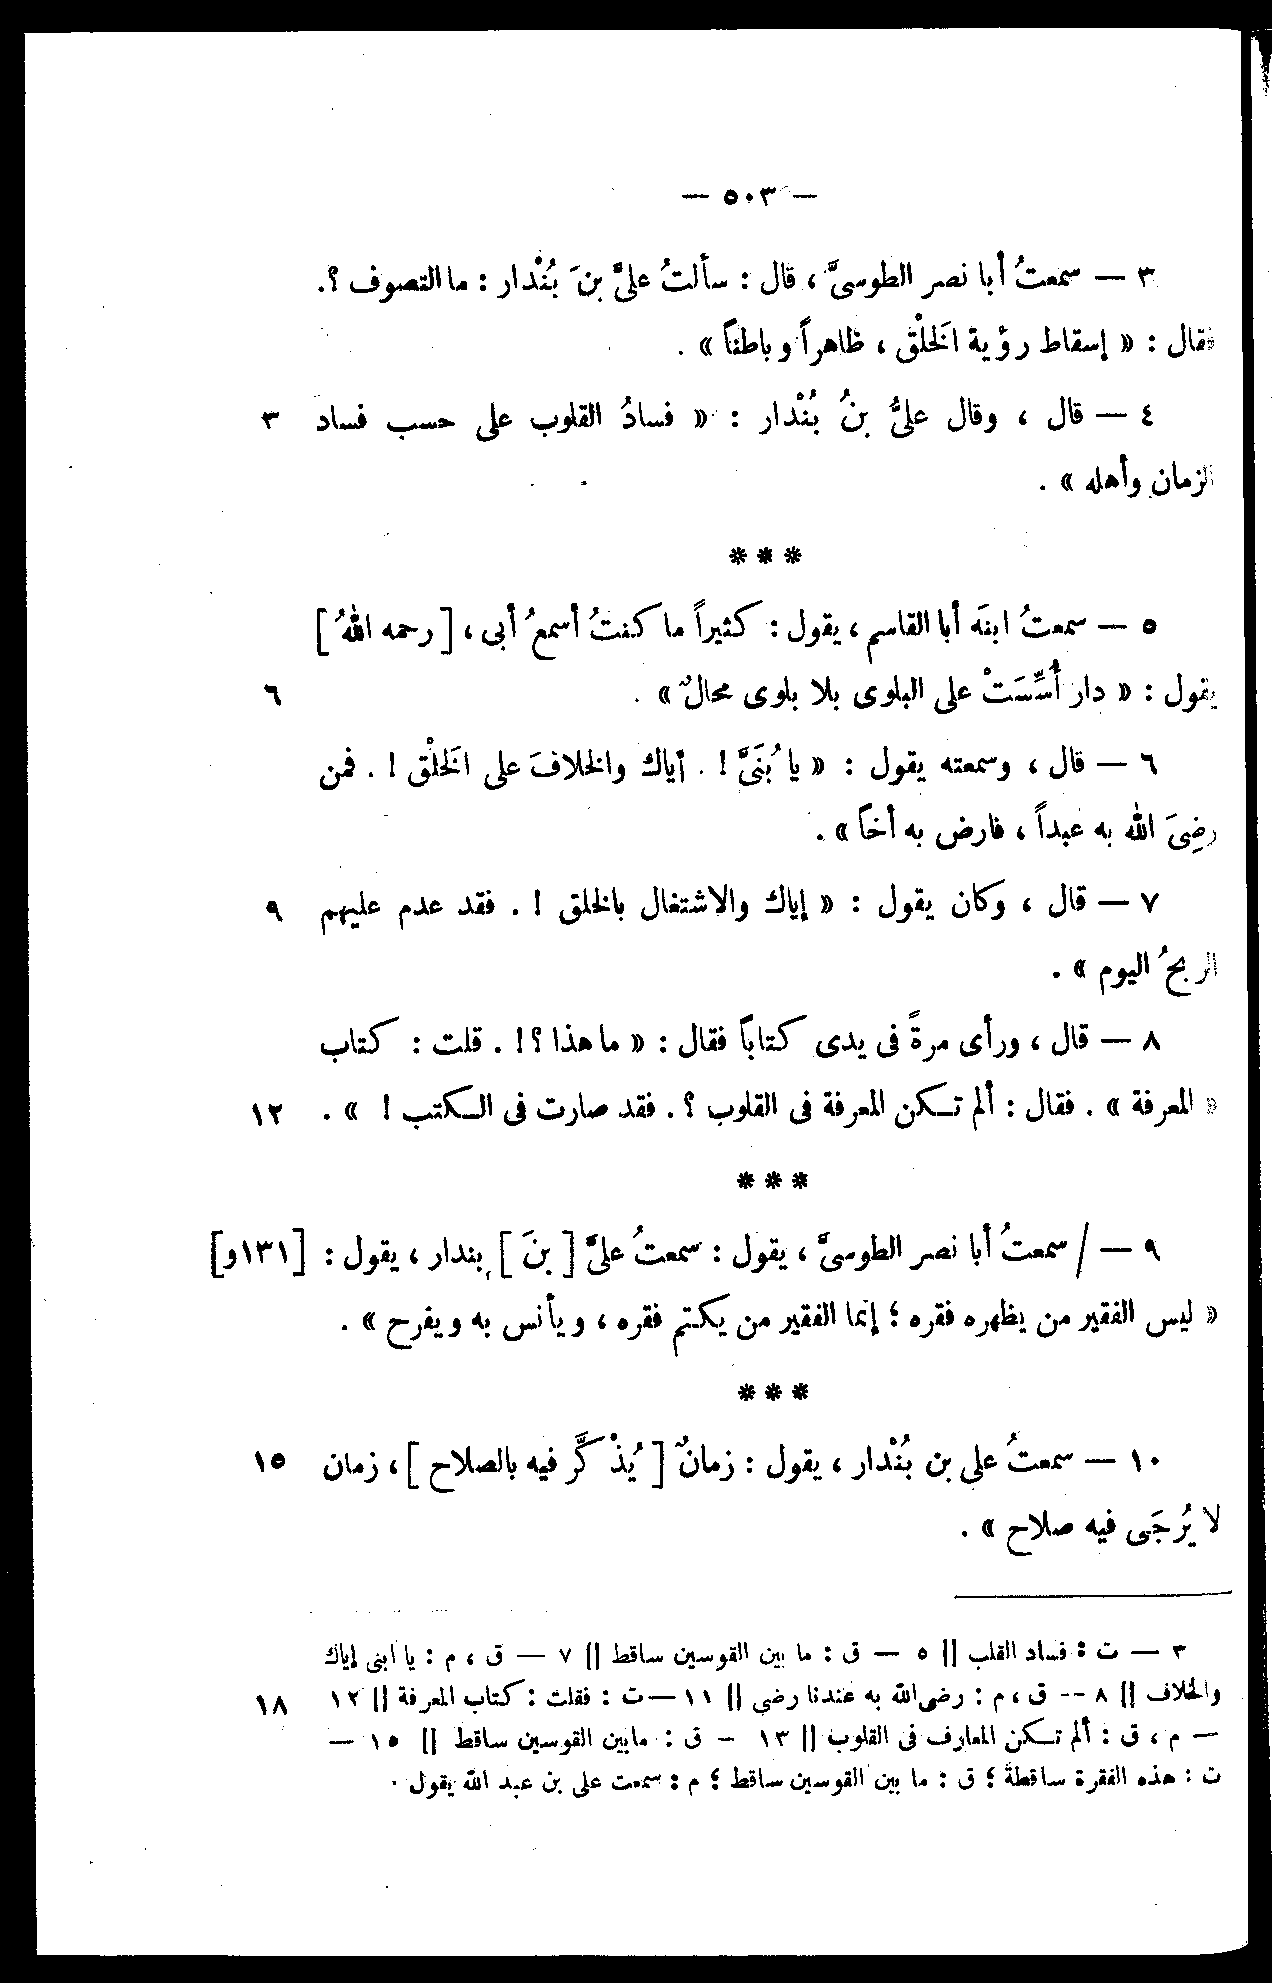 — ٥٠٣ —
٣ — سمعتُ أبا نصر الطوسىَّ ، قال : سألتُ علىَّ بنَ بُنْدار : ما التصوف ؟.
فقال : « إسقاط رؤية الخَلْق ، ظاهراً وباطناً » .
٤ — قال ، وقال علىُّ بنُ بُنْدار : « فسادُ القلوب على حسب فساد ٣
الزمان وأهله » .
***
٥ — سمعتُ ابنَه أبا القاسم ، يقول : كثيراً ما كنتُ أسمعُ أبى ، [ رحمه اللهُ ]
يقول : « دار أُسِّسَتْ على البلوى بلا بلوى محالٌ » . ٦
٦ — قال ، وسمعته يقول : « يا بُنَىَّ ! . إياك والخلافَ على الخَلْق ! . فمن
رضِىَ الله به عبداً ، فارض به أخاً » .
٧ — قال ، وكان يقول : « إياك والاشتغال بالخلق ! . فقد عدم عليهم ٩
الربحُ اليوم » .
٨ — قال ، ورأى مرةً فى يدى كتاباً فقال : « ما هذا ؟! . قلت : كتاب
« المعرفة » . فقال : ألم تكن المعرفة فى القلوب ؟ . فقد صارت فى الكتب ! » . ١٢
***
٩ — / سمعتُ أبا نصر الطوسىَّ ، يقول : سمعتُ علىَّ [ بنَ ] بندار ، يقول : [١٣١و]
« ليس الفقير من يظهره فقره ؛ إنما الفقير من يكتم فقره ، ويأنس به ويفرح » .
***
١٠ — سمعتُ على بن بُنْدار ، يقول : زمانٌ [ يُذْكَّر فيه بالصلاح ] ، زمان ١٥
لا يُرجَى فيه صلاح » .
٣ — ت : فساد القلب || ٥ — ق : ما بين القوسين ساقط || ٧ — ق ، م : يا ابنى إياك
والخلاف || ٨ -- ق ، م : رضى الله به عندنا رضى || ١١ — ت : فقلت : كتاب المعرفة || ١٢ ١٨
— م ، ق : ألم تكن المعارف فى القلوب || ١٣ - ق : مابين القوسين ساقط || ١٥ —
ت : هذه الفقرة ساقطة ؛ ق : ما بين القوسين ساقط ؛ م : سمعت على بن عبد الله يقول .